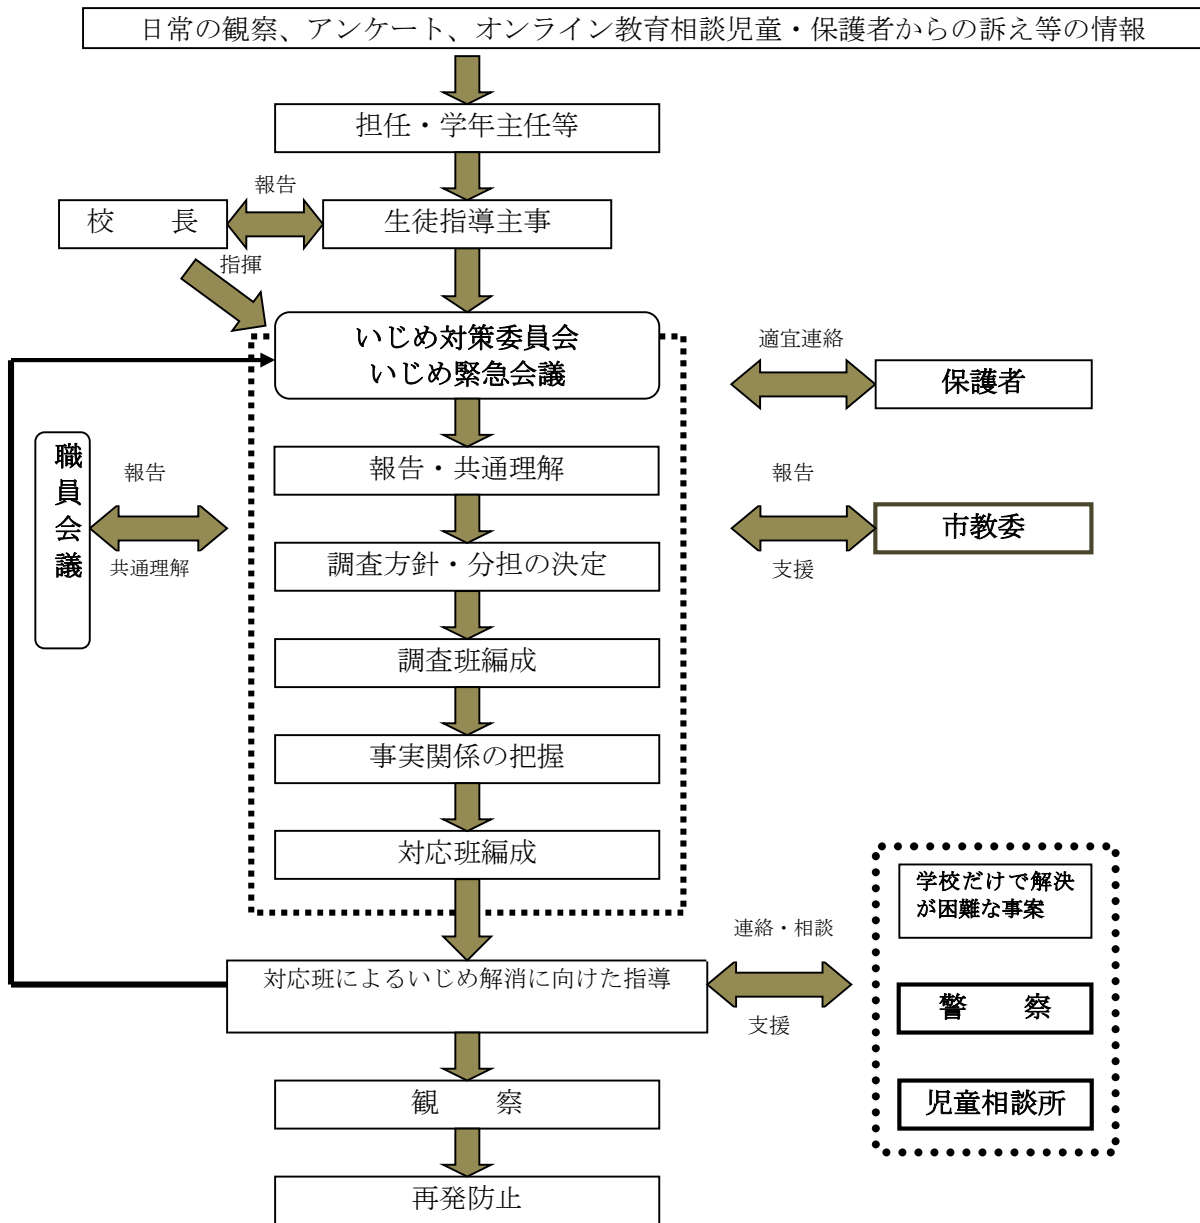 日常の観察、アンケート、オンライン教育相談児童・保護者からの訴え等の情報
担任・学年主任等
報告
校　　長
生徒指導主事
指揮
いじめ対策委員会
いじめ緊急会議
適宜連絡
保護者
職員会議
報告
共通理解
報告・共通理解
報告
市教委
支援
調査方針・分担の決定
調査班編成
事実関係の把握
対応班編成
学校だけで解決
が困難な事案
連絡・相談
対応班によるいじめ解消に向けた指導
支援
警　　察
児童相談所
観　　察
再発防止